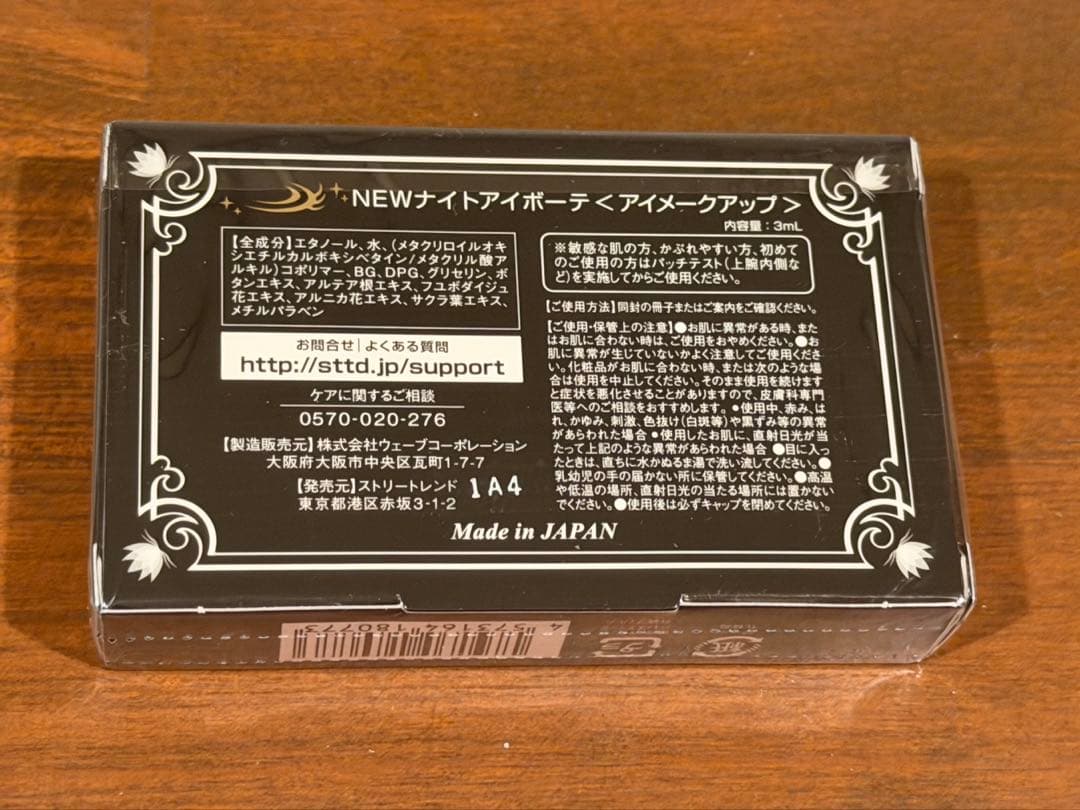 NEWナイトアイボーテ<アイメークアップ>
内容量:3mL
【全成分】エタノール、水、(メタクリロイルオキ
シエチルカルボキシベタイン/メタクリル酸ア
ルキル)コポリマー、BG、DPG、グリセリン、ボ
タンエキス、アルテア根エキス、フユボダイジュ
花エキス、アルニカ花エキス、サクラ葉エキス、
メチルパラベン
お問合せ|よくある質問
http://sttd.jp/support
ケアに関するご相談
0570-020-276
【製造販売元】株式会社ウェーブコーポレーション
大阪府大阪市中央区瓦町1-7-7
【発売元】ストリートレンド
東京都港区赤坂3-1-2
1A4
※敏感な肌の方、かぶれやすい方、初めて
のご使用の方はパッチテスト(上腕内側な
ど)を実施してからご使用ください。
【ご使用方法】同封の冊子またはご案内をご確認ください。
【ご使用・保管上の注意】●お肌に異常がある時、また
はお肌に合わない時は、ご使用をおやめください。●お
肌に異常が生じていないかよく注意してご使用くださ
い。化粧品がお肌に合わない時、または次のような場
合は使用を中止してください。そのまま使用を続けます
と症状を悪化させることがありますので、皮膚科専門
医等へのご相談をおすすめします。●使用中、赤み、は
れ、かゆみ、刺激、色抜け(白斑等)や黒ずみ等の異常
があらわれた場合 ●使用したお肌に、直射日光が当
たって上記のような異常があらわれた場合 ●目に入っ
たときは、直ちに水かぬるま湯で洗い流してください。●
乳幼児の手の届かない所に保管してください。●高温
や低温の場所、直射日光の当たる場所には置かない
でください。●使用後は必ずキャップを閉めてください。
Made in JAPAN
4573164180773
プラ
紙